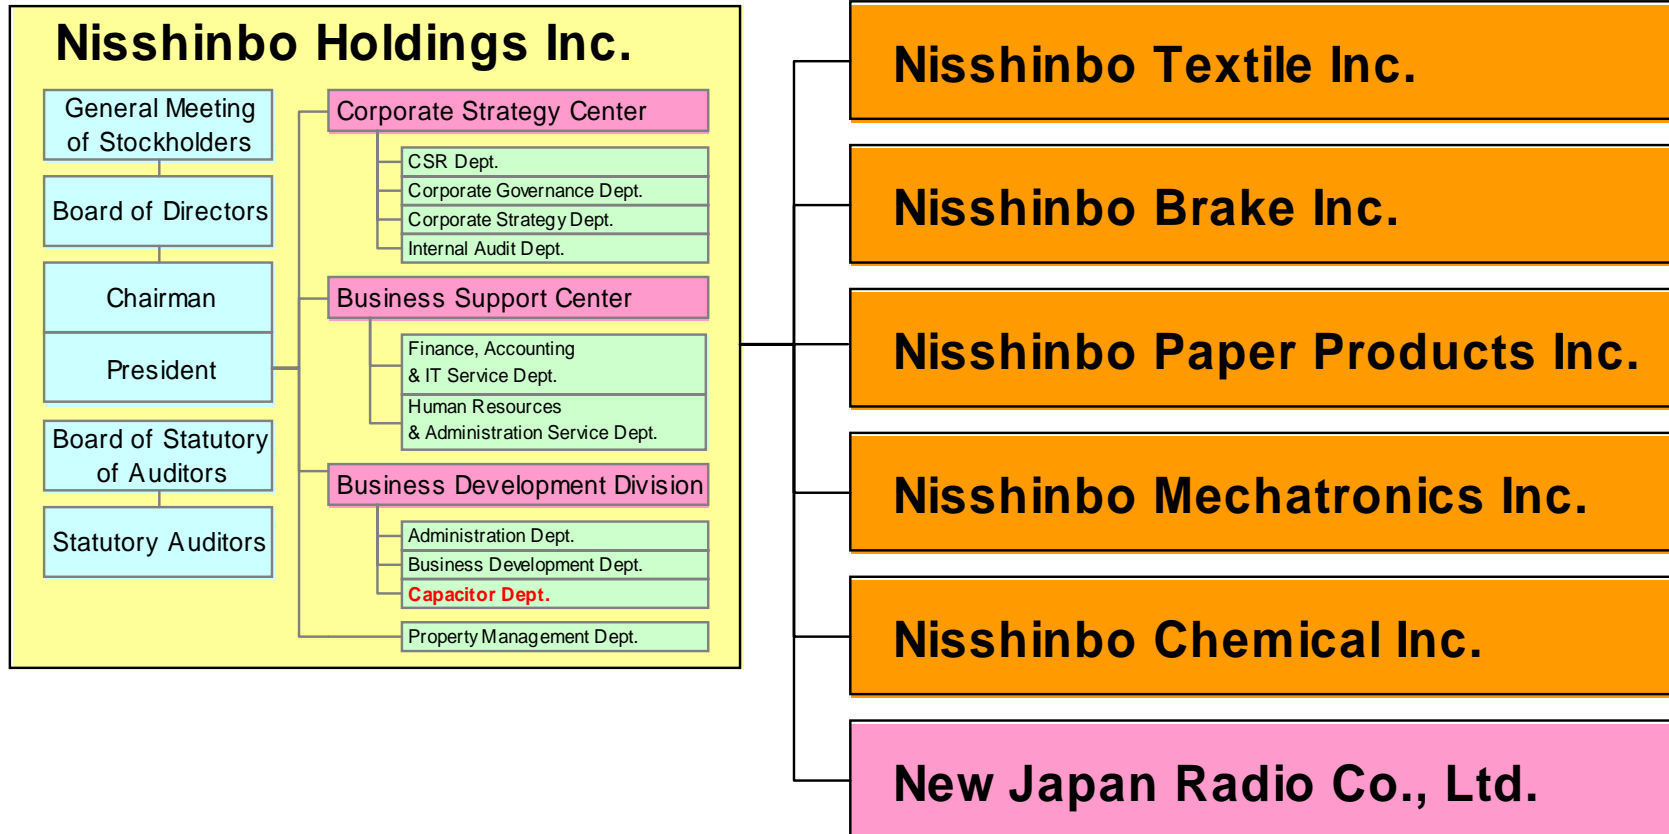 Nisshinbo Holdings Inc.
General Meeting
of Stockholders
Board of Directors
Chairman
President
Board of Statutory
of Auditors
Statutory Auditors
Corporate Strategy Center
CSR Dept.
Corporate Governance Dept.
Corporate Strategy Dept.
Internal Audit Dept.
Business Support Center
Finance, Accounting
& IT Service Dept.
Human Resources
& Administration Service Dept.
Business Development Division
Administration Dept.
Business Development Dept.
Capacitor Dept.
Property Management Dept.
Nisshinbo Textile Inc.
Nisshinbo Brake Inc.
Nisshinbo Paper Products Inc.
Nisshinbo Mechatronics Inc.
Nisshinbo Chemical Inc.
New Japan Radio Co., Ltd.